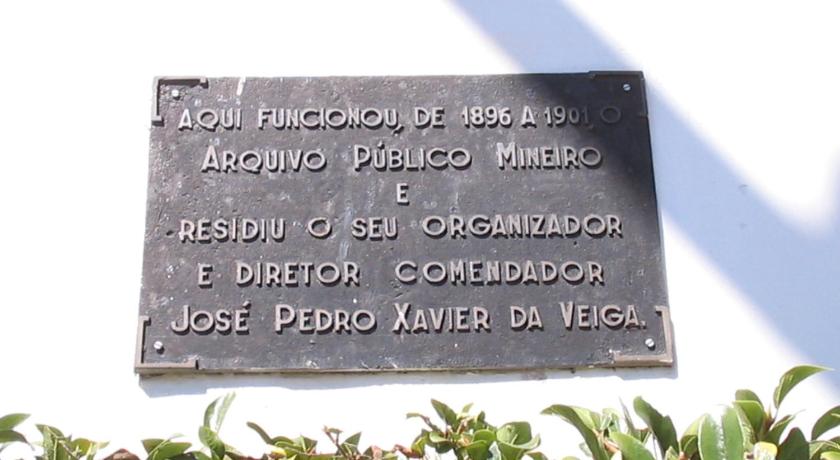 AQUI FUNCIONOU, DE 1896 A 1901, O
ARQUIVO PÚBLICO MINEIRO
E
RESIDIU O SEU ORGANIZADOR
E DIRETOR COMENDADOR
JOSÉ PEDRO XAVIER DA VEIGA.